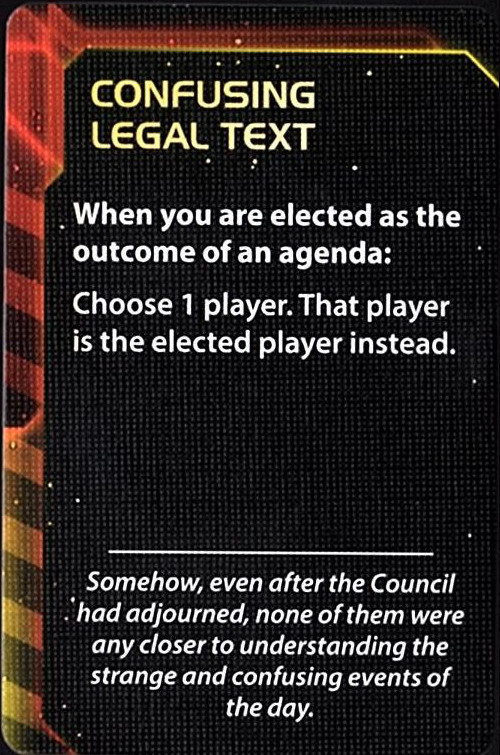 CONFUSING
LEGAL TEXT
When you are elected as the
outcome of an agenda:
Choose 1 player. That player
is the elected player instead.
Somehow, even after the Council
had adjourned, none of them were
any closer to understanding the
strange and confusing events of
the day.